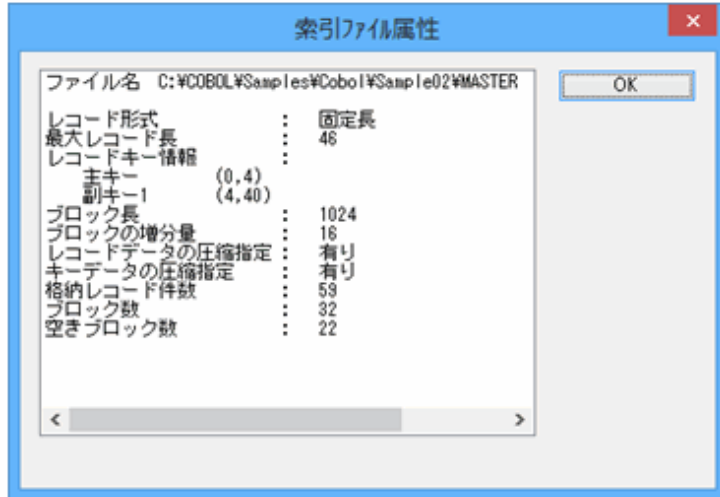 索引ファイル属性
ファイル名 C:¥COBOL¥Samples¥Cobol¥Sample02¥MASTER
OK
レコード形式 : 固定長
最大レコード長 : 46
レコードキー情報 :
主キー (0,4)
副キー1 (4,40)
ブロック長 : 1024
ブロックの増分量 : 16
レコードデータの圧縮指定 : 有り
キーデータの圧縮指定 : 有り
格納レコード件数 : 59
ブロック数 : 32
空きブロック数 : 22